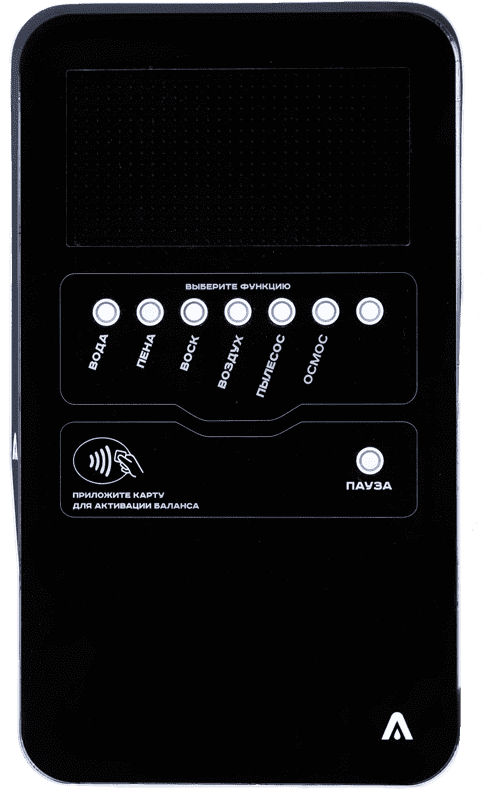 ВЫБЕРИТЕ ФУНКЦИЮ
ВОДА
ПЕНА
ВОСК
ВОЗДУХ
ПЫЛЕСОС
ОСМОС
ПАУЗА
ПРИЛОЖИТЕ КАРТУ
ДЛЯ АКТИВАЦИИ БАЛАНСА